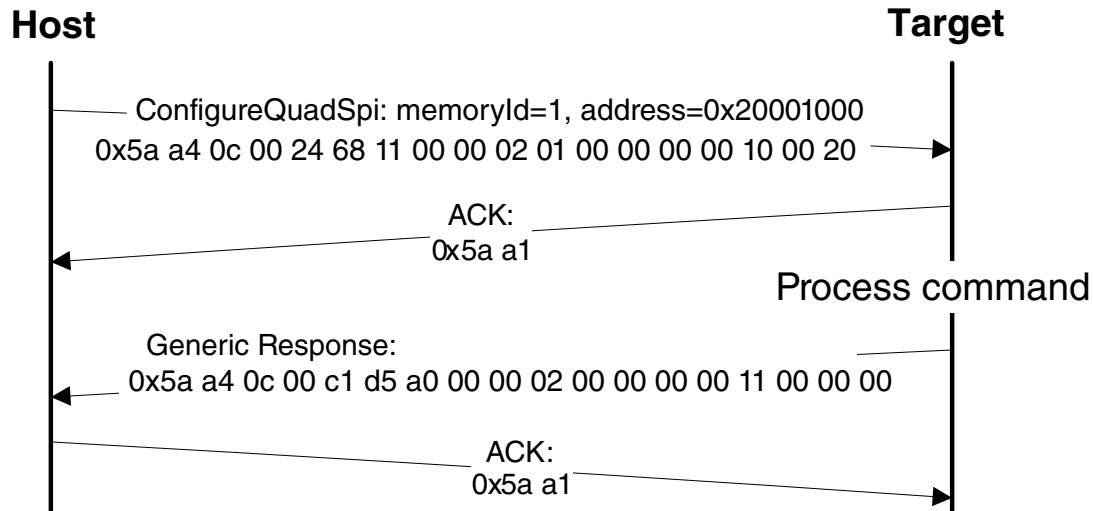 Host
Target
ConfigureQuadSpi: memoryId=1, address=0x20001000
0x5a a4 0c 00 24 68 11 00 00 02 01 00 00 00 00 10 00 20
ACK:
0x5a a1
Process command
Generic Response:
0x5a a4 0c 00 c1 d5 a0 00 00 02 00 00 00 00 11 00 00 00
ACK:
0x5a a1